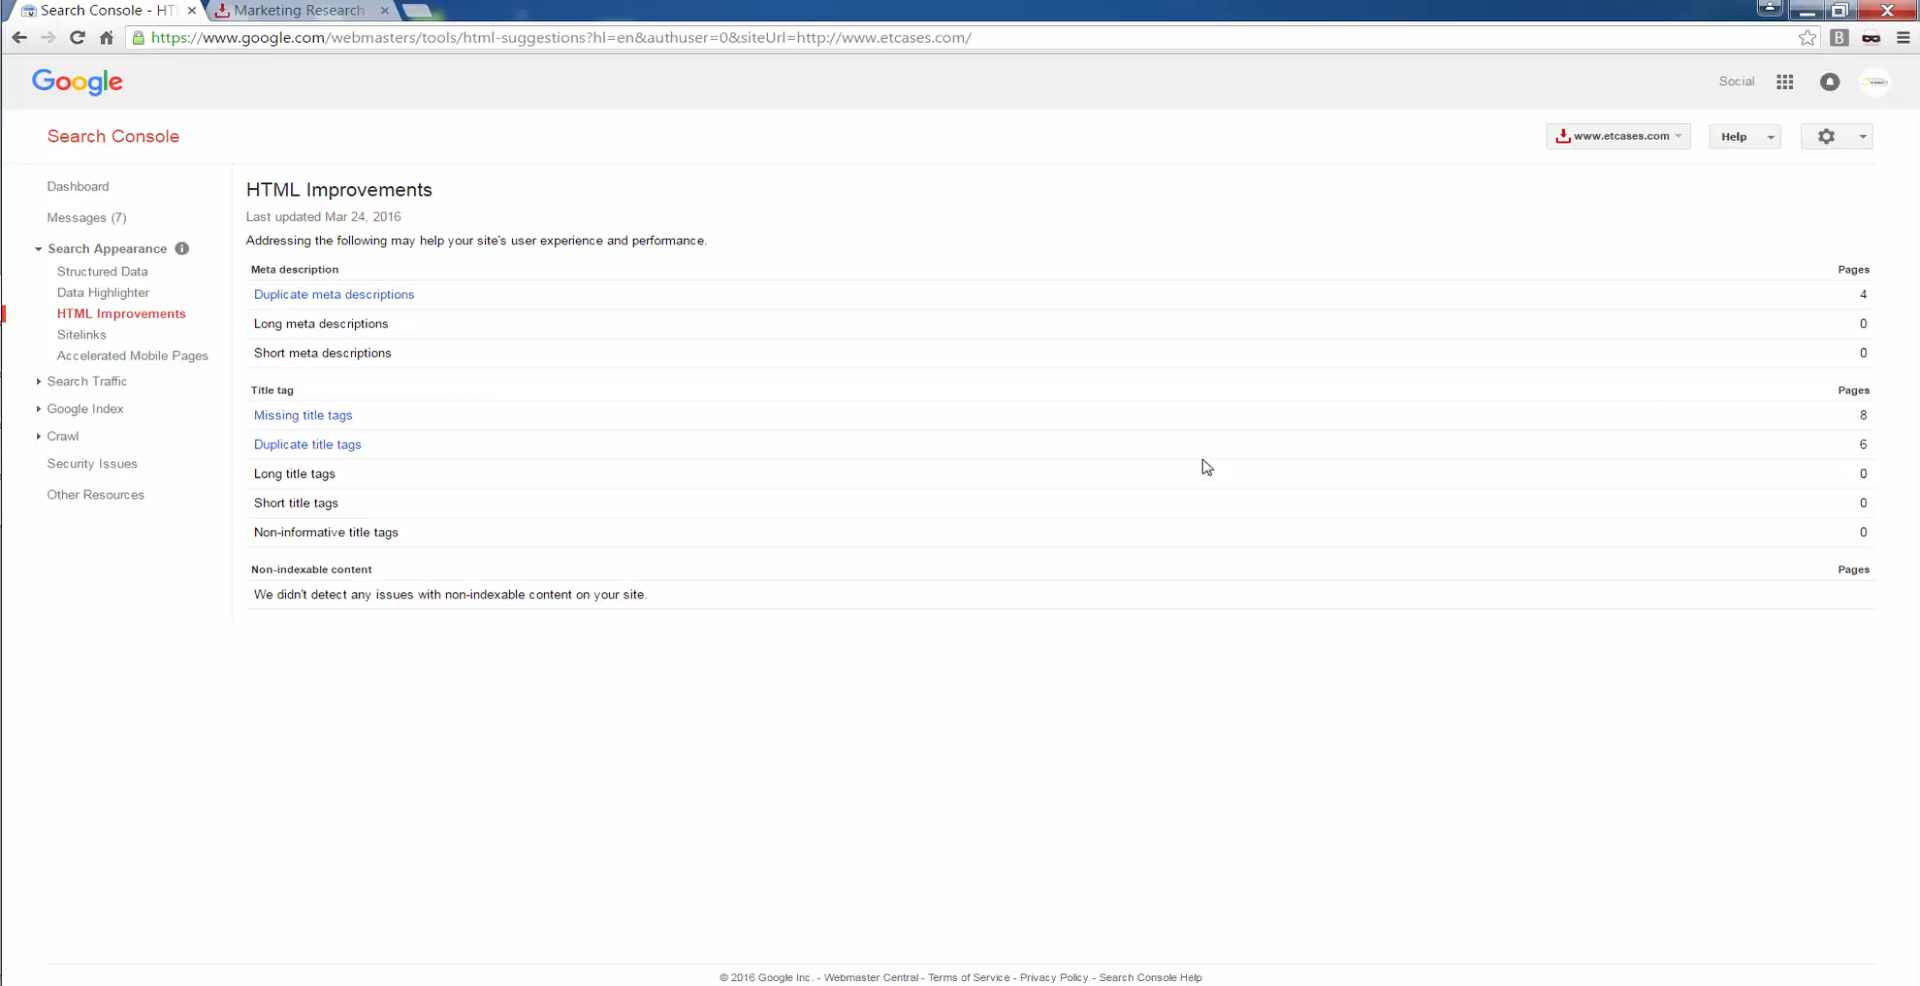 Search Console - HT
Marketing Research
https://www.google.com/webmasters/tools/html-suggestions?hl=en&authuser=0&siteUrl=http://www.etcases.com/
B
Google
Social
Search Console
www.etcases.com
Help
Dashboard
Messages (7)
Search Appearance
Structured Data
Data Highlighter
HTML Improvements
Sitelinks
Accelerated Mobile Pages
Search Traffic
Google Index
Crawl
Security Issues
Other Resources
HTML Improvements
Last updated Mar 24, 2016
Addressing the following may help your site's user experience and performance.
Meta description Pages
Duplicate meta descriptions 4
Long meta descriptions 0
Short meta descriptions 0
Title tag Pages
Missing title tags 8
Duplicate title tags 6
Long title tags 0
Short title tags 0
Non-informative title tags 0
Non-indexable content Pages
We didn't detect any issues with non-indexable content on your site.
© 2016 Google Inc. - Webmaster Central - Terms of Service - Privacy Policy - Search Console Help